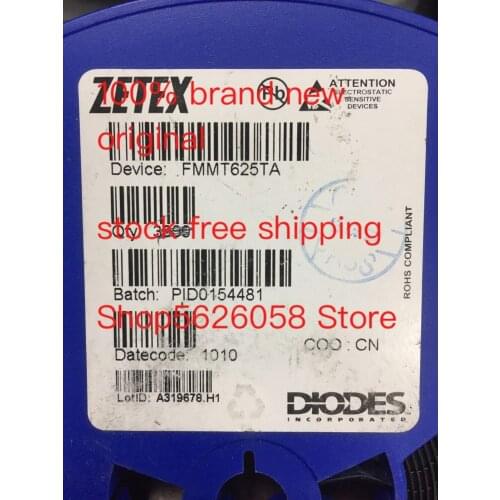 ZETEX
ATTENTION
ELECTROSTATIC
SENSITIVE
DEVICES
100% brand new
original
Device: FMMT625TA
stock free shipping
Qty:
ROHS COMPLIANT
Batch: PID0154481
Shop5626058 Store
Datecode: 1010
COO : CN
LotID: A319678.H1
DIODES
INCORPORATED